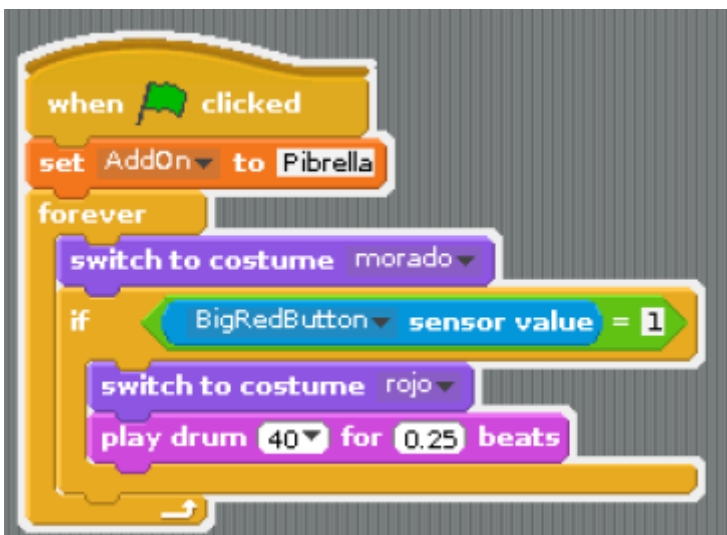 when clicked
set AddOn to Pibrella
forever
switch to costume morado
if BigRedButton sensor value = 1
switch to costume rojo
play drum 40 for 0.25 beats